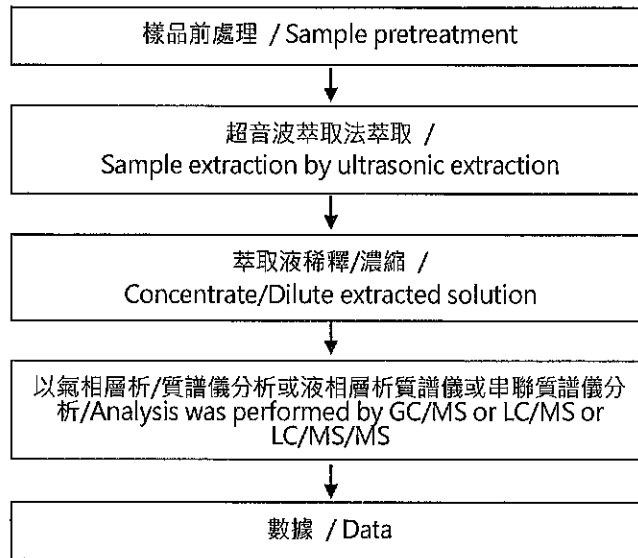 樣品前處理 / Sample pretreatment
超音波萃取法萃取 /
Sample extraction by ultrasonic extraction
萃取液稀釋/濃縮 /
Concentrate/Dilute extracted solution
以氣相層析/質譜儀分析或液相層析質譜儀或串聯質譜儀分
析/Analysis was performed by GC/MS or LC/MS or
LC/MS/MS
數據 / Data